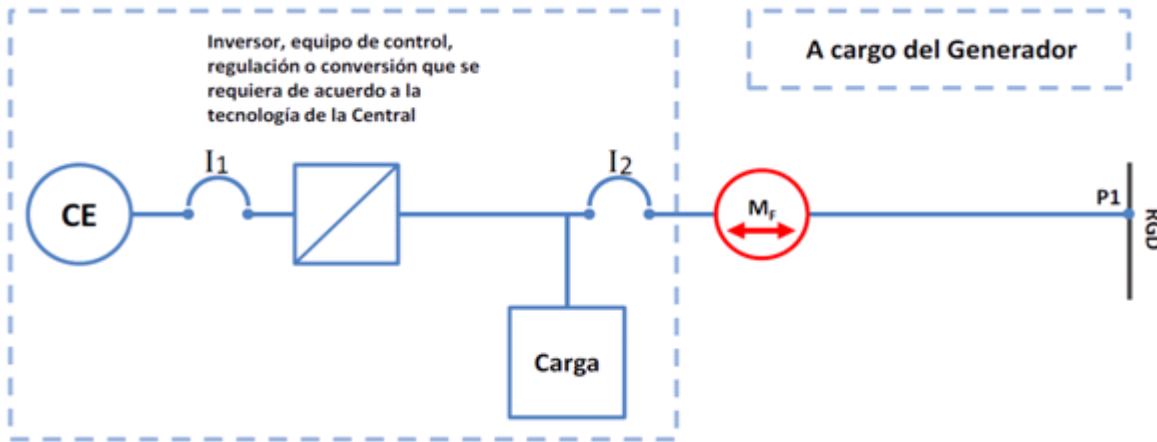 Inversor, equipo de control,
regulación o conversión que se
requiera de acuerdo a la
tecnología de la Central
A cargo del Generador
CE
I1
I2
MF
P1
RGD
Carga